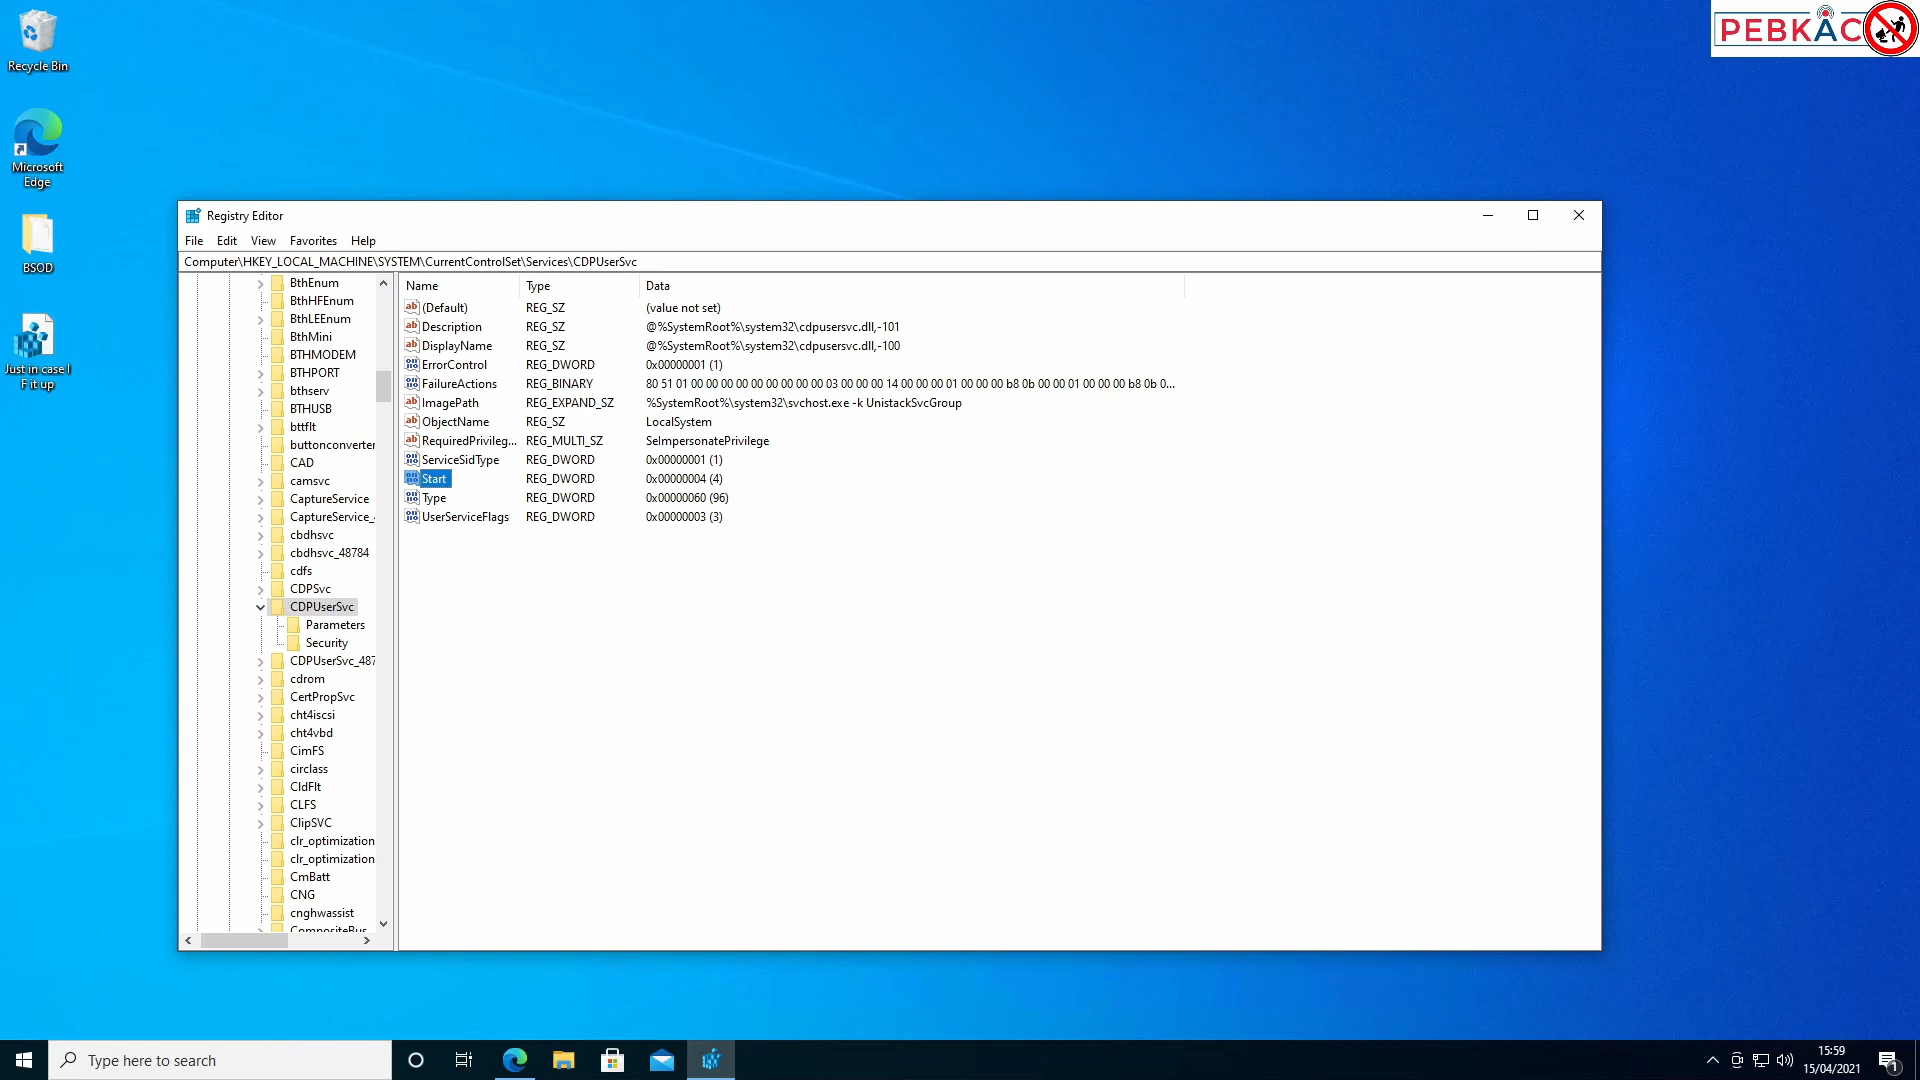 Recycle Bin
Microsoft
Edge
BSOD
Just in case I
F it up
PEBKAC
Registry Editor
File Edit View Favorites Help
Computer\HKEY_LOCAL_MACHINE\SYSTEM\CurrentControlSet\Services\CDPUserSvc
BthEnum
BthHFEnum
BthLEEnum
BthMini
BTHMODEM
BTHPORT
bthserv
BTHUSB
bttflt
buttonconverter
CAD
camsvc
CaptureService
CaptureService_
cbdhsvc
cbdhsvc_48784
cdfs
CDPSvc
CDPUserSvc
Parameters
Security
CDPUserSvc_487
cdrom
CertPropSvc
cht4iscsi
cht4vbd
CimFS
circlass
CldFlt
CLFS
ClipSVC
clr_optimization
clr_optimization
CmBatt
CNG
cnghwassist
CompositeBus
Name Type Data
(Default) REG_SZ (value not set)
Description REG_SZ @%SystemRoot%\system32\cdpusersvc.dll,-101
DisplayName REG_SZ @%SystemRoot%\system32\cdpusersvc.dll,-100
ErrorControl REG_DWORD 0x00000001 (1)
FailureActions REG_BINARY 80 51 01 00 00 00 00 00 00 00 00 00 03 00 00 00 14 00 00 00 01 00 00 00 b8 0b 00 00 01 00 00 00 b8 0b 0...
ImagePath REG_EXPAND_SZ %SystemRoot%\system32\svchost.exe -k UnistackSvcGroup
ObjectName REG_SZ LocalSystem
RequiredPrivileg... REG_MULTI_SZ SeImpersonatePrivilege
ServiceSidType REG_DWORD 0x00000001 (1)
Start REG_DWORD 0x00000004 (4)
Type REG_DWORD 0x00000060 (96)
UserServiceFlags REG_DWORD 0x00000003 (3)
Type here to search
15:59
15/04/2021
1